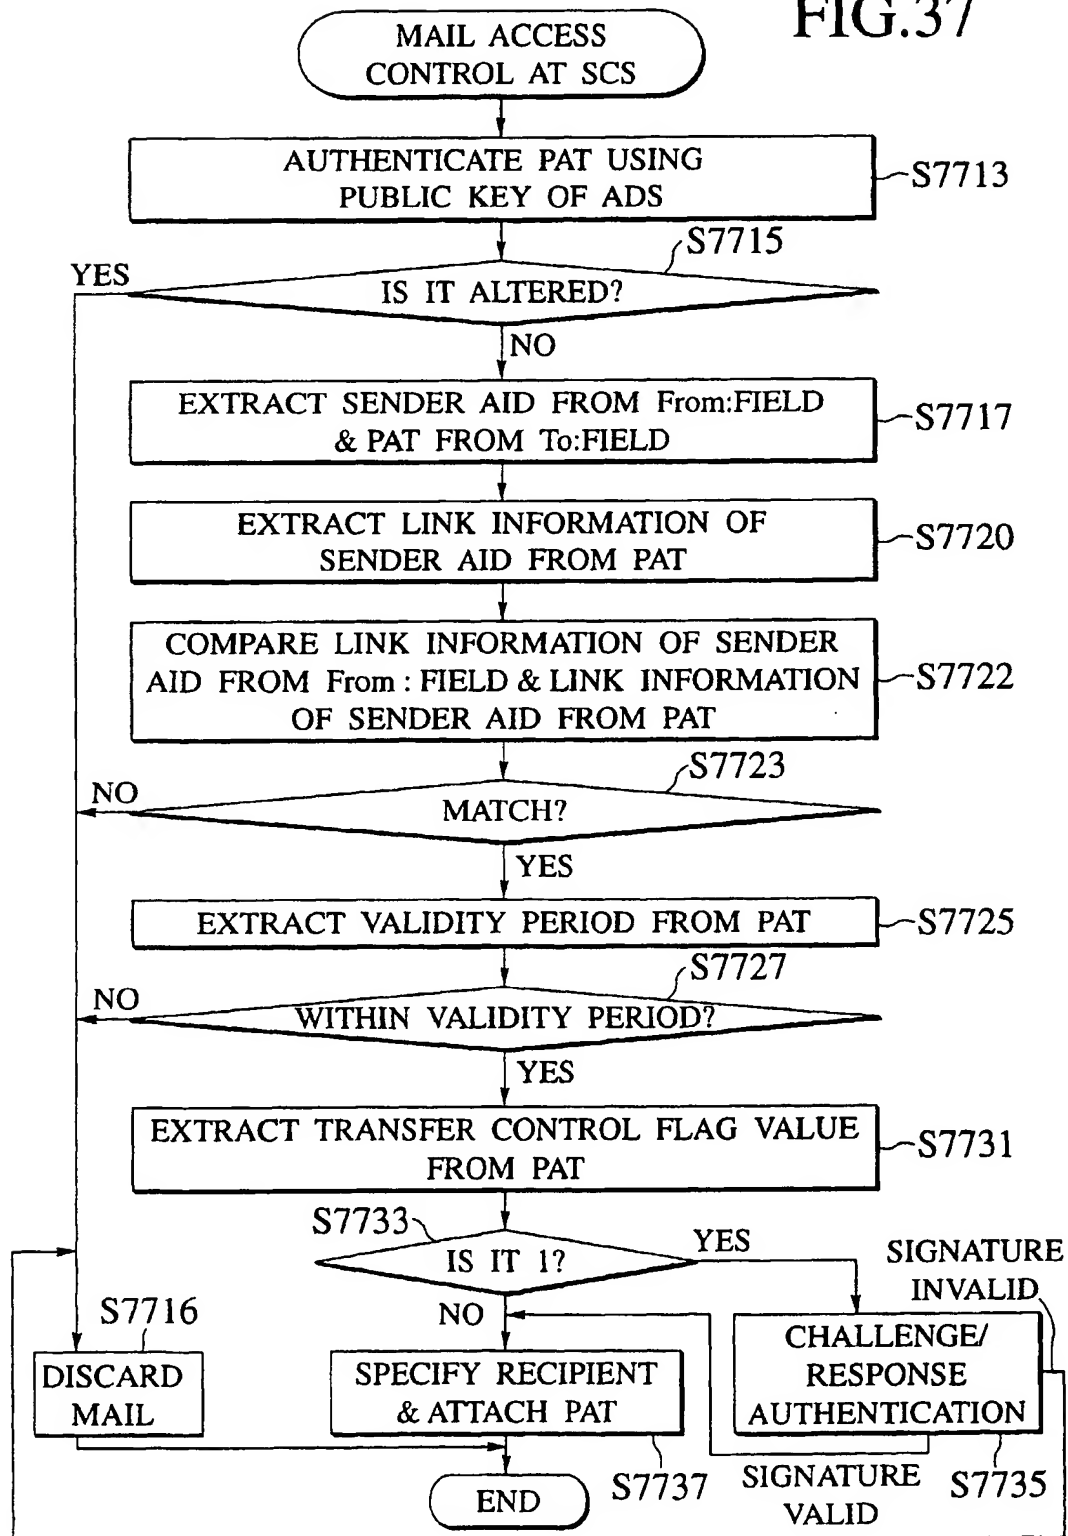 FIG.37
MAIL ACCESS
CONTROL AT SCS
AUTHENTICATE PAT USING
PUBLIC KEY OF ADS
S7713
S7715
YES
IS IT ALTERED?
NO
EXTRACT SENDER AID FROM From:FIELD
& PAT FROM To:FIELD
S7717
EXTRACT LINK INFORMATION OF
SENDER AID FROM PAT
S7720
COMPARE LINK INFORMATION OF SENDER
AID FROM From : FIELD & LINK INFORMATION
OF SENDER AID FROM PAT
S7722
S7723
NO
MATCH?
YES
EXTRACT VALIDITY PERIOD FROM PAT
S7725
S7727
NO
WITHIN VALIDITY PERIOD?
YES
EXTRACT TRANSFER CONTROL FLAG VALUE
FROM PAT
S7731
S7733
IS IT 1?
YES
SIGNATURE
INVALID
NO
S7716
DISCARD
MAIL
SPECIFY RECIPIENT
& ATTACH PAT
CHALLENGE/
RESPONSE
AUTHENTICATION
S7737
SIGNATURE
VALID
S7735
END